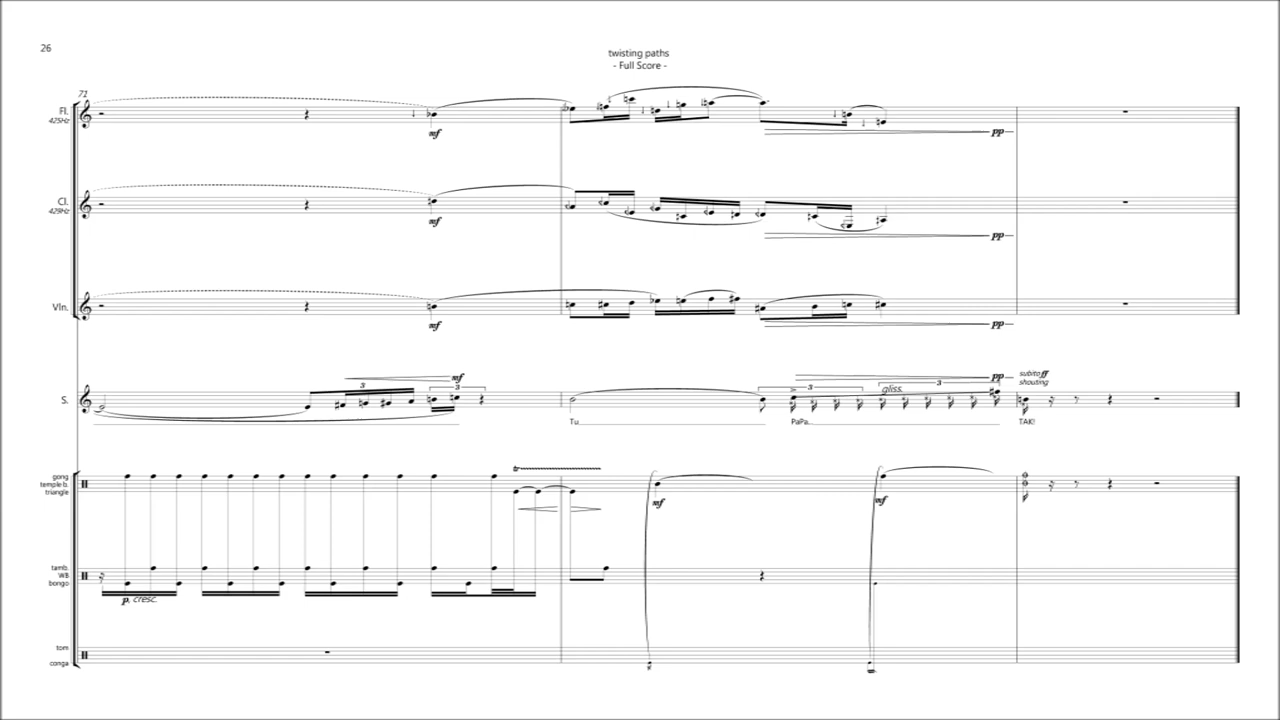 26
twisting paths
- Full Score -
71
Fl.
425Hz
mf
pp
Cl.
429Hz
mf
pp
Vln.
mf
pp
mf
3
3
S.
3
gliss.
3
pp
subito ff
shouting
Tu
PaPa
TAK!
gong
temple b.
triangle
tr
mf
mf
tamb.
WB
bongo
p, cresc.
tom
conga